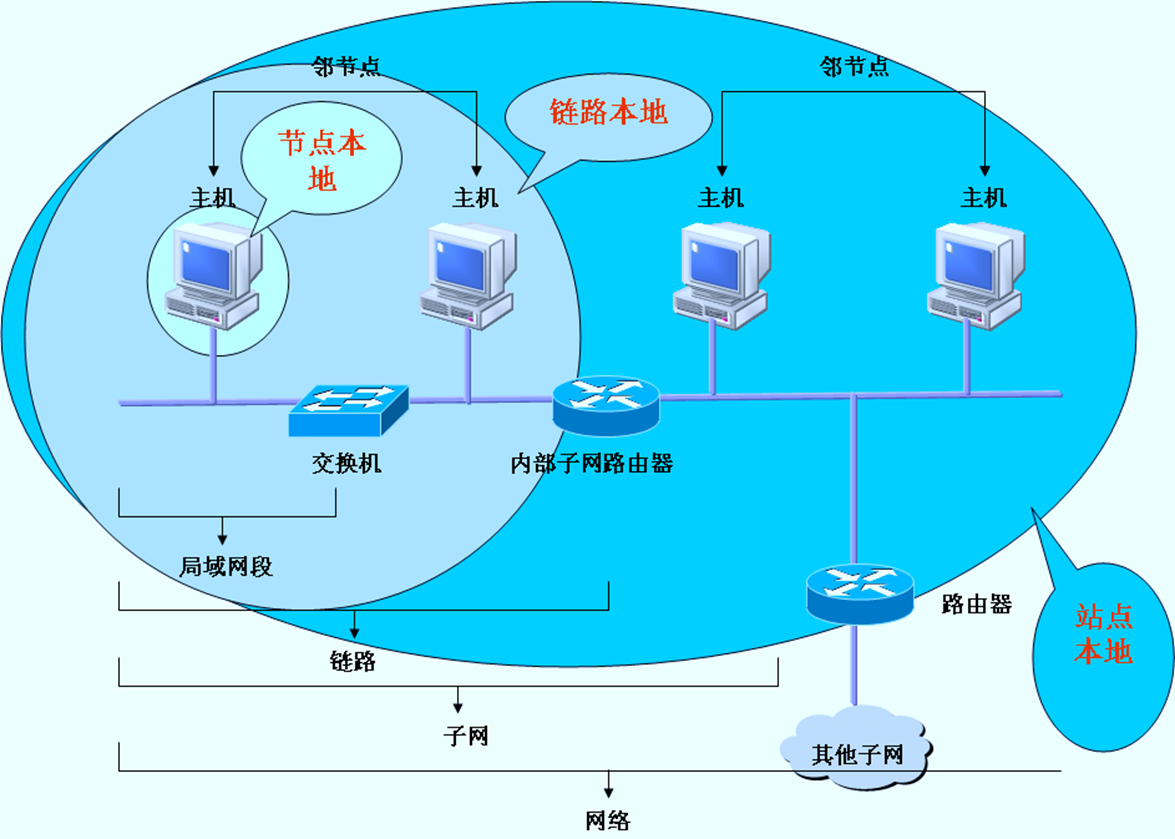 邻节点
邻节点
链路本地
节点本
地
主机
主机
主机
主机
交换机
内部子网路由器
局域网段
路由器
站点
本地
链路
子网
其他子网
网络